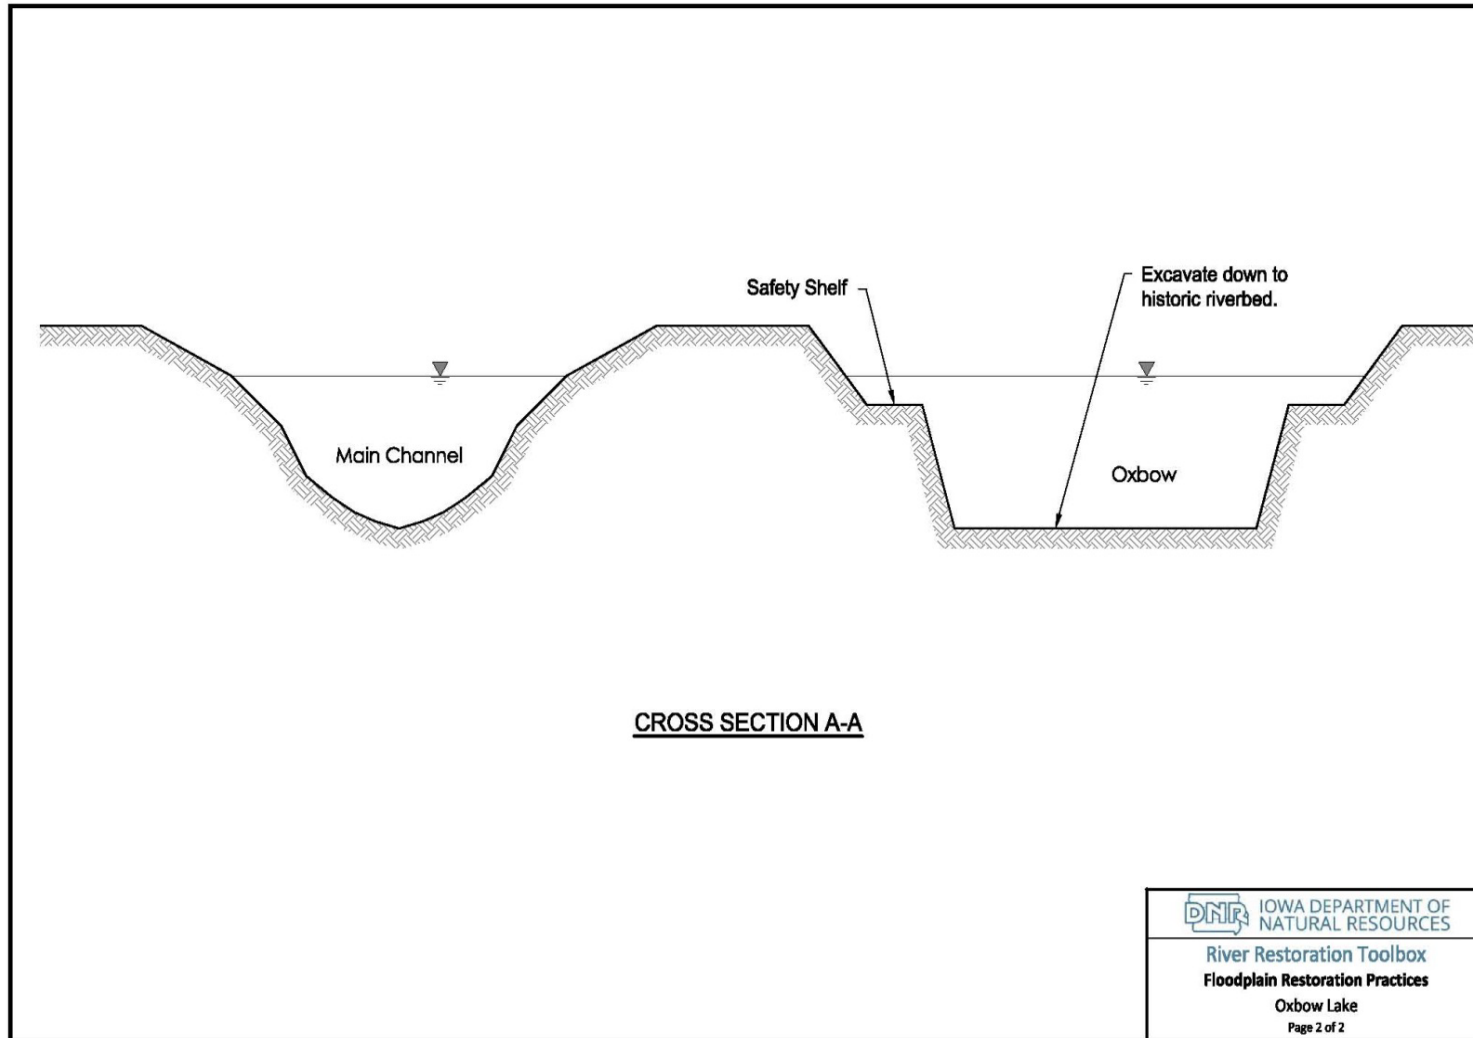 Safety Shelf
Excavate down to
historic riverbed.
Main Channel
Oxbow
CROSS SECTION A-A
DNR
IOWA DEPARTMENT OF
NATURAL RESOURCES
River Restoration Toolbox
Floodplain Restoration Practices
Oxbow Lake
Page 2 of 2